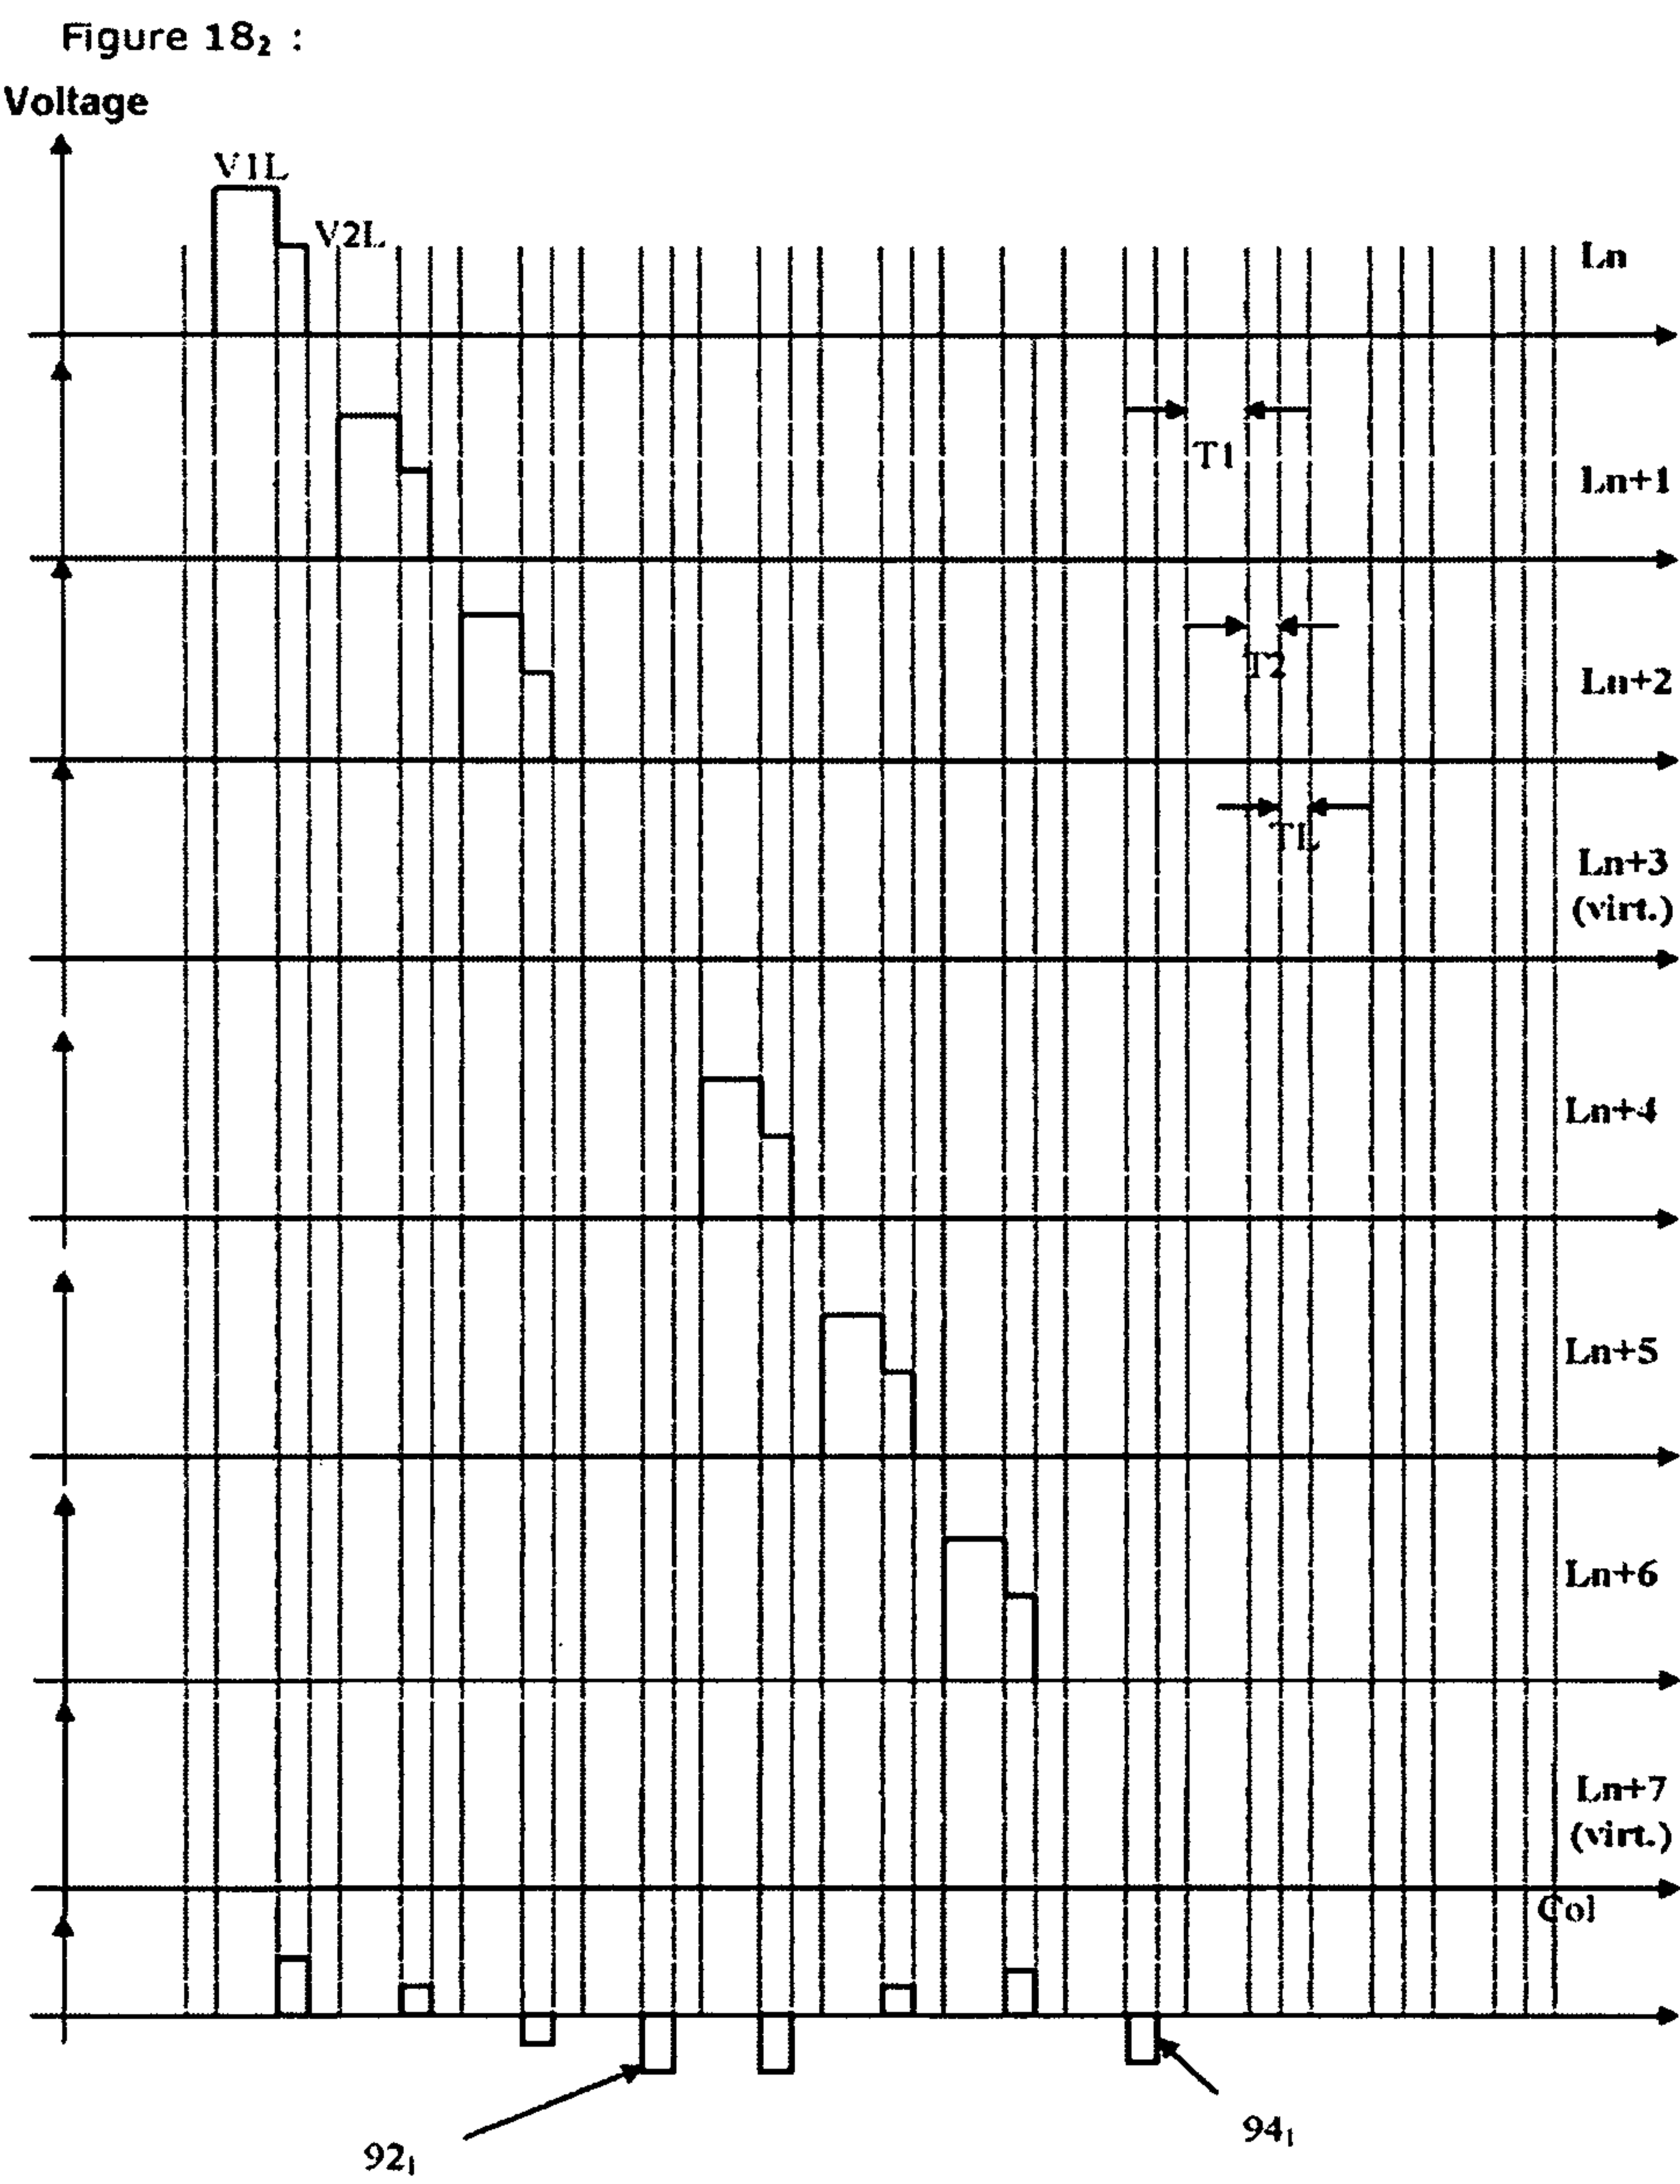 Figure 18₂ :
Voltage
V1L
V2L
Ln
T1
Ln+1
T2
Ln+2
TL
Ln+3
(virt.)
Ln+4
Ln+5
Ln+6
Ln+7
(virt.)
Col
92₁
94₁